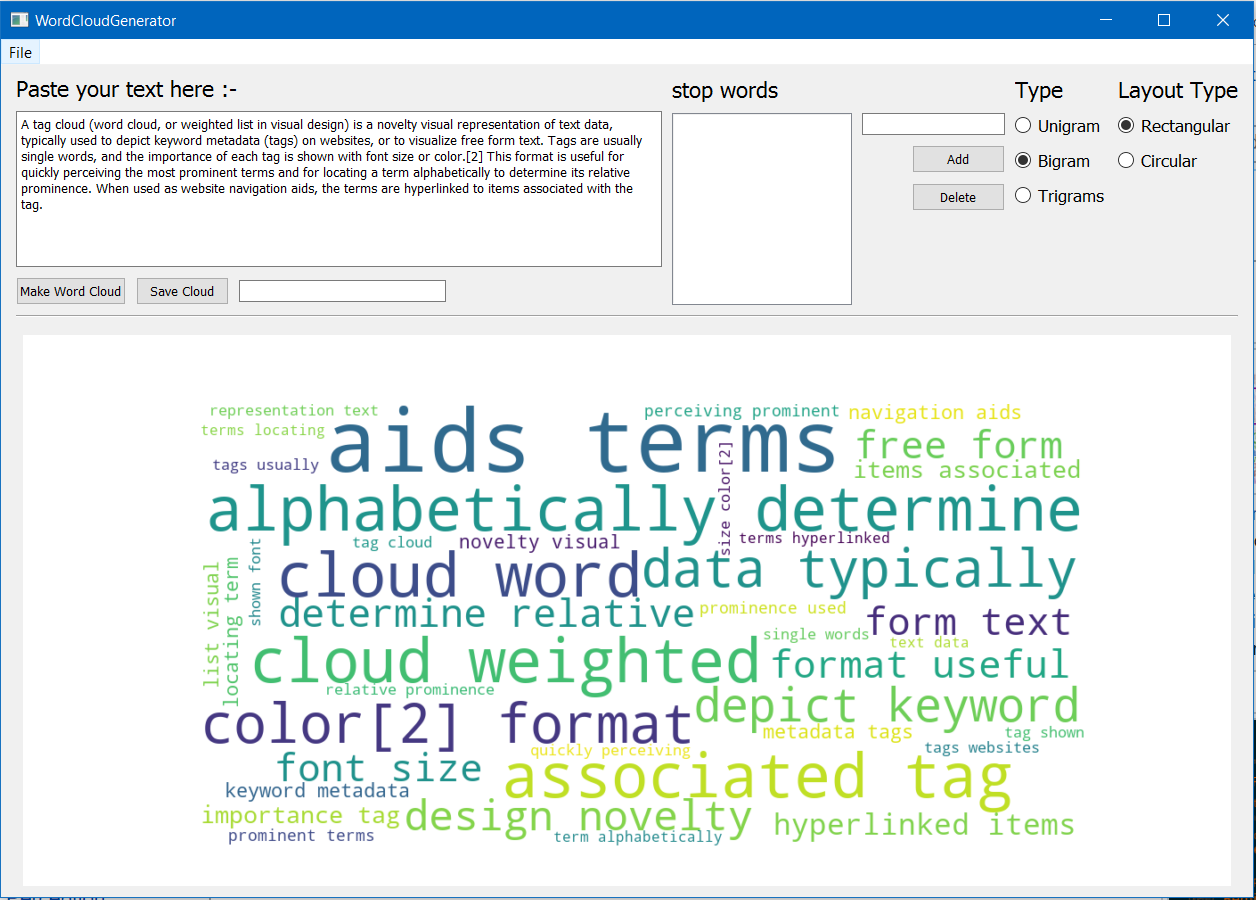 WordCloudGenerator
File
Paste your text here :-
A tag cloud (word cloud, or weighted list in visual design) is a novelty visual representation of text data,
typically used to depict keyword metadata (tags) on websites, or to visualize free form text. Tags are usually
single words, and the importance of each tag is shown with font size or color.[2] This format is useful for
quickly perceiving the most prominent terms and for locating a term alphabetically to determine its relative
prominence. When used as website navigation aids, the terms are hyperlinked to items associated with the
tag.
Make Word Cloud
Save Cloud
stop words
Add
Delete
Type
Unigram
Bigram
Trigrams
Layout Type
Rectangular
Circular
representation text
perceiving prominent
navigation aids
terms locating
aids terms
free form
tags usually
items associated
size color[2]
alphabetically determine
tag cloud
novelty visual
terms hyperlinked
shown font
cloud word
data typically
list visual
locating term
determine relative
prominence used
form text
single words
text data
cloud weighted
format useful
relative prominence
color[2] format
depict keyword
metadata tags
tag shown
quickly perceiving
tags websites
font size
associated tag
keyword metadata
importance tag
design novelty
hyperlinked items
prominent terms
term alphabetically